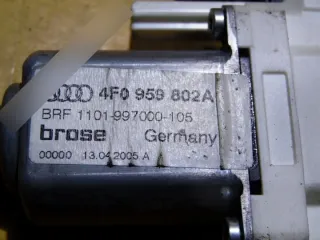 4F0 959 802A
BRF 1101-997000-105
brose Germany
00000 13.04.2005 A